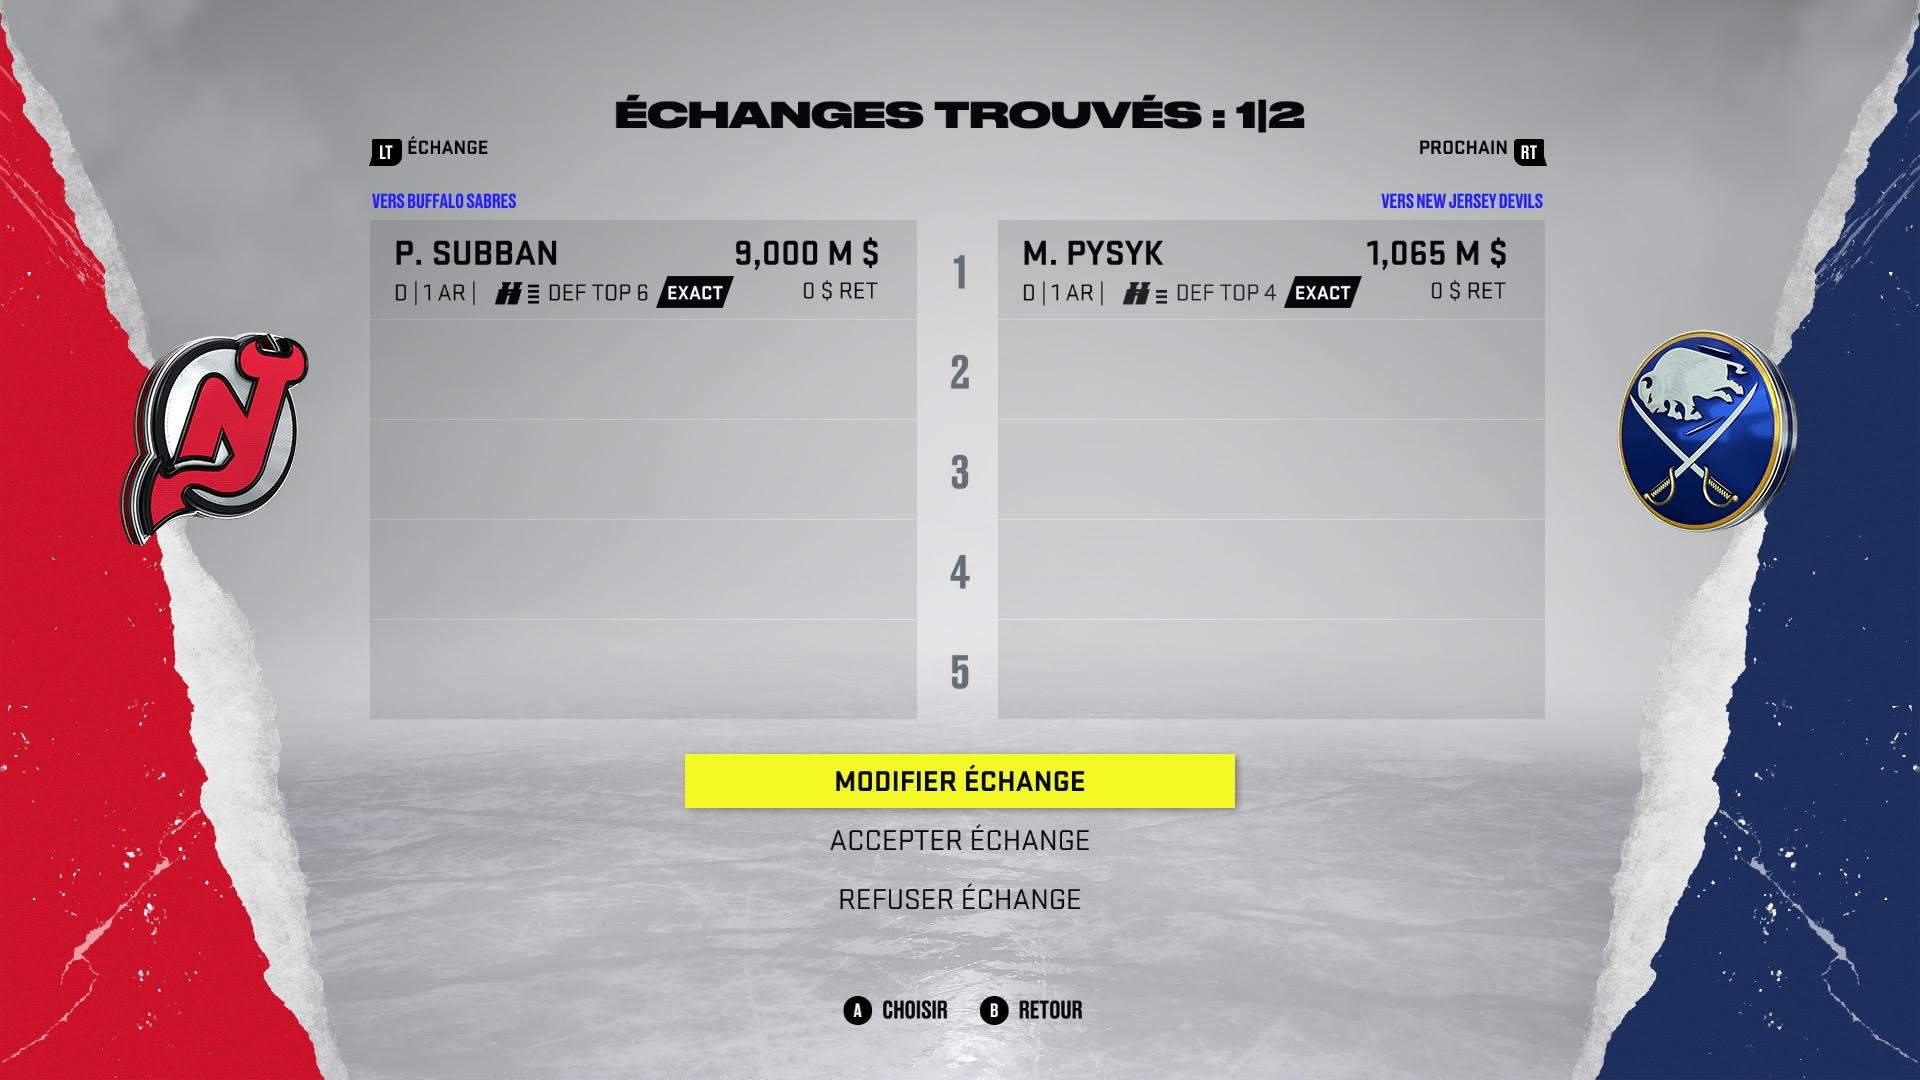 ÉCHANGES TROUVÉS : 1|2
LT ÉCHANGE
PROCHAIN RT
VERS BUFFALO SABRES
VERS NEW JERSEY DEVILS
P. SUBBAN 9,000 M $
D | 1 AR | DEF TOP 6 EXACT 0 $ RET
1
M. PYSYK 1,065 M $
D | 1 AR | DEF TOP 4 EXACT 0 $ RET
2
3
4
5
MODIFIER ÉCHANGE
ACCEPTER ÉCHANGE
REFUSER ÉCHANGE
A CHOISIR B RETOUR